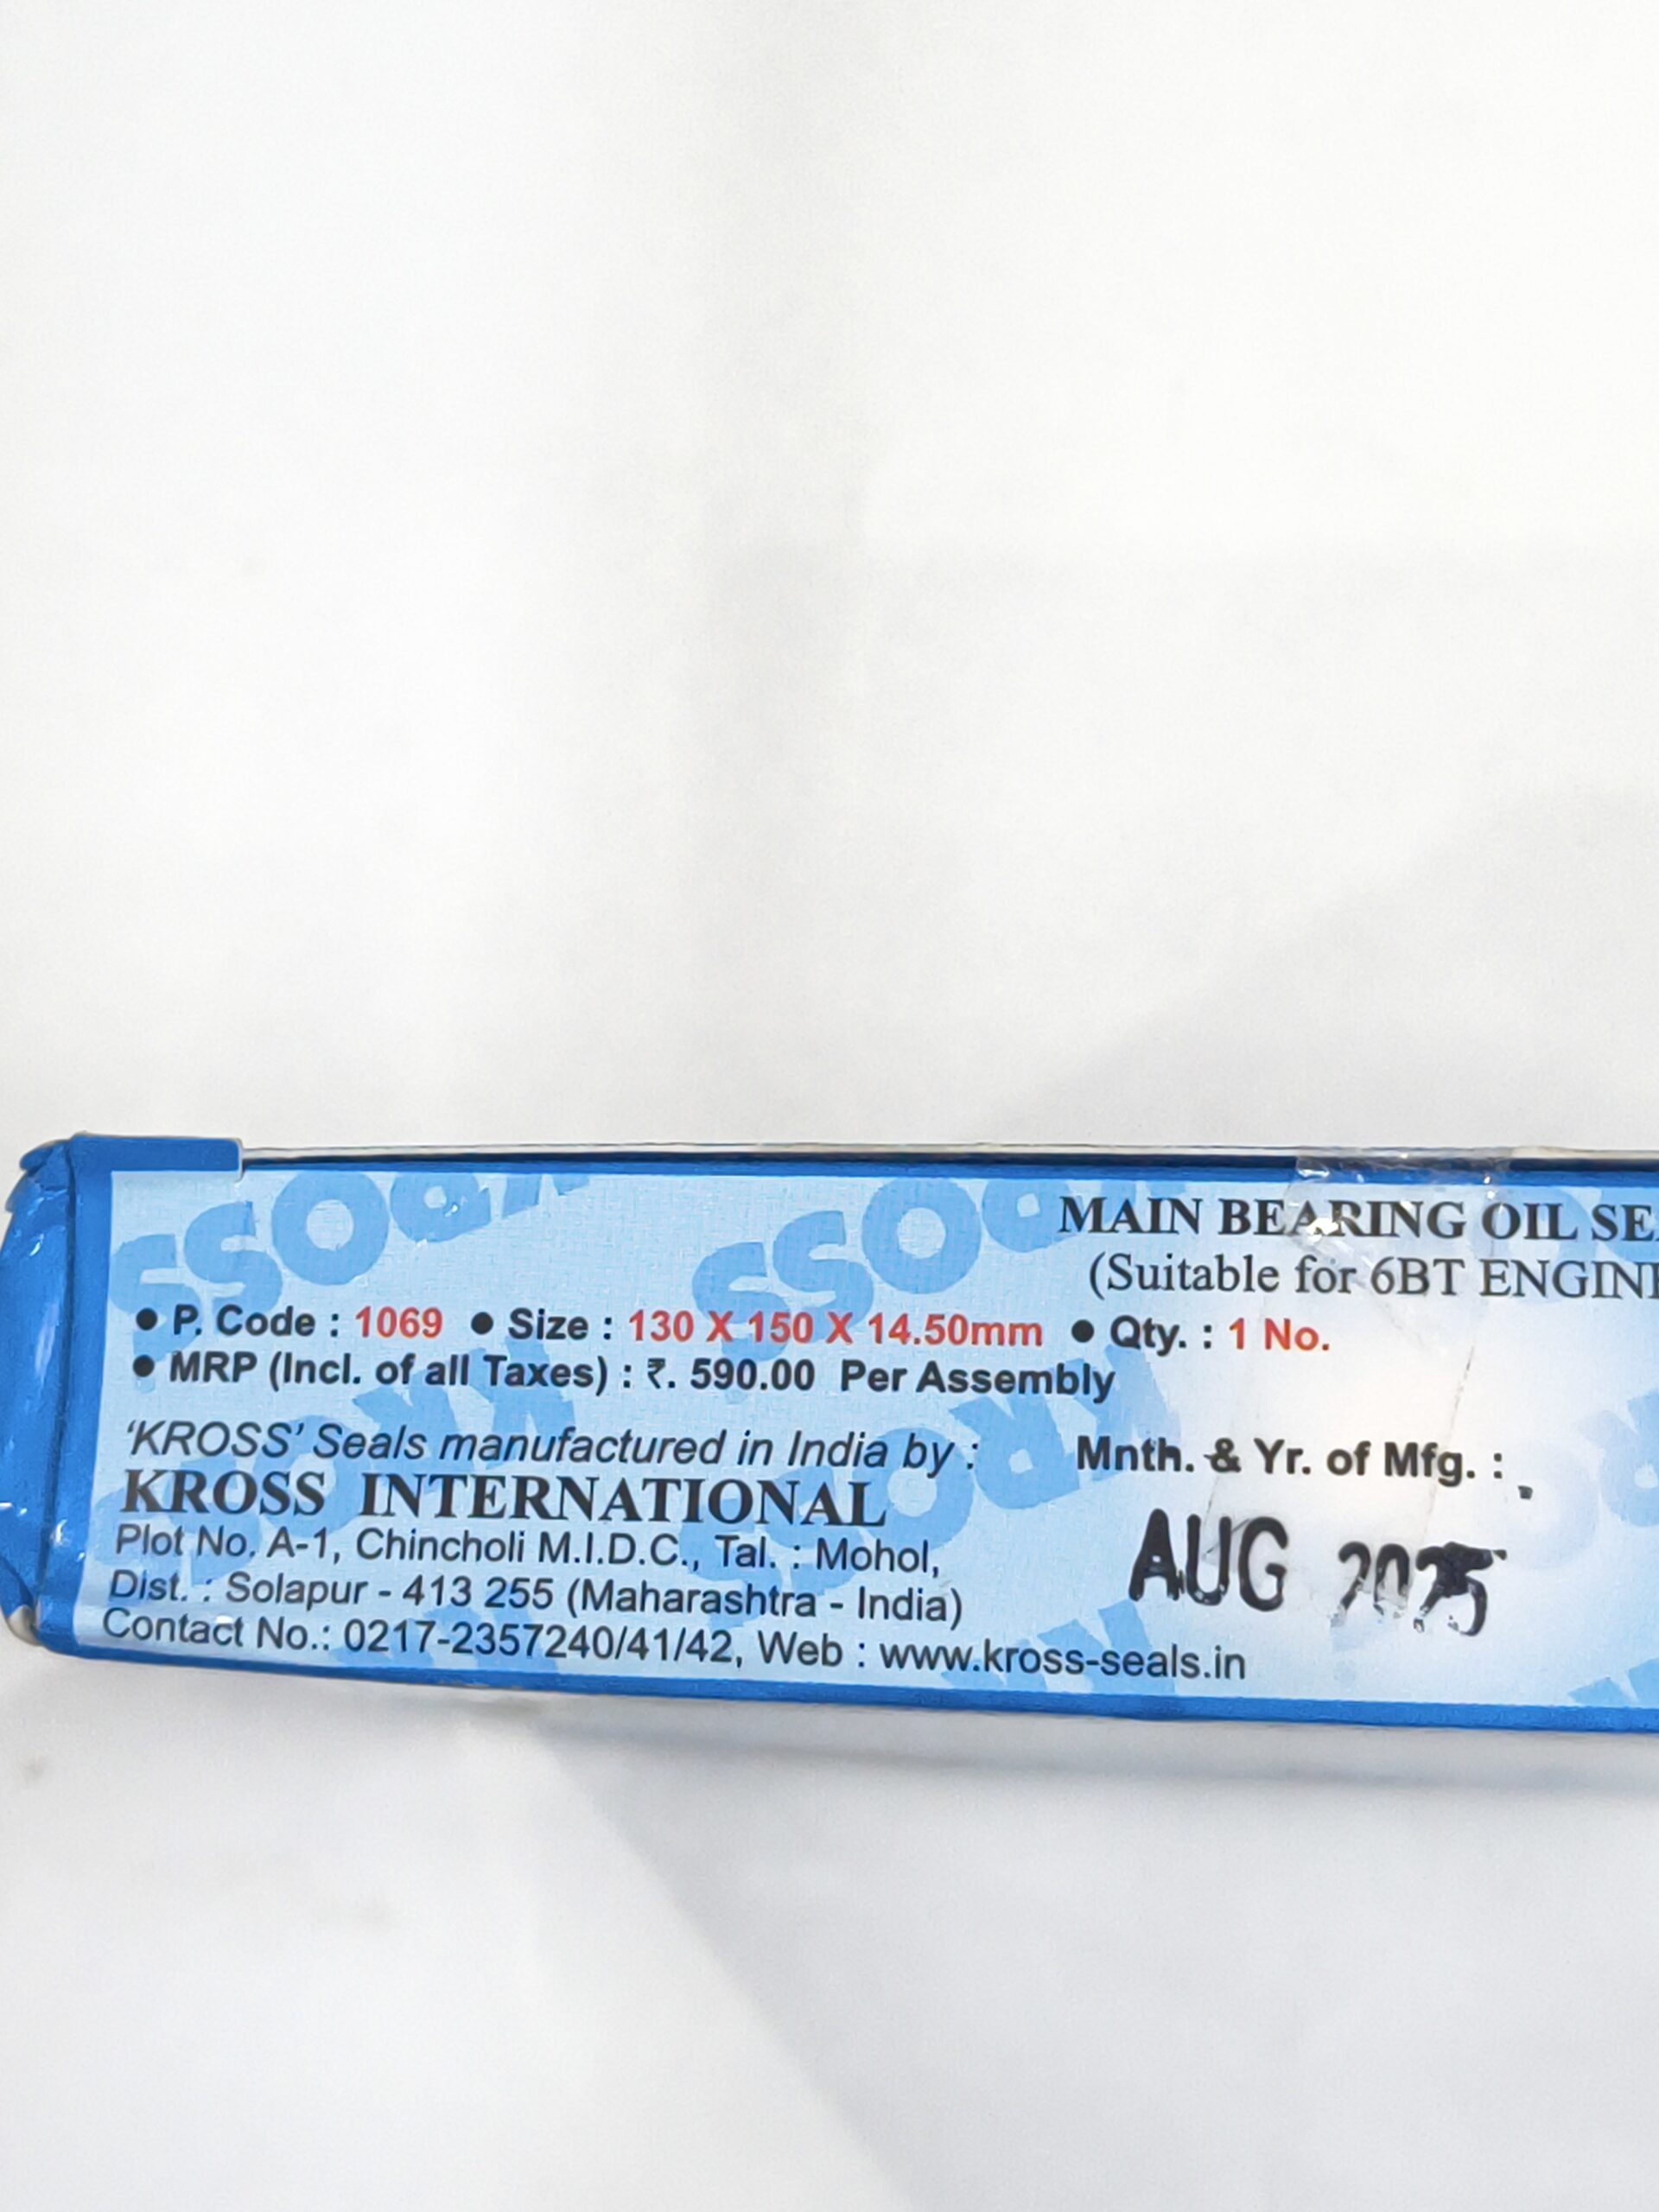 MAIN BEARING OIL SE
(Suitable for 6BT ENGIN
• P. Code : 1069 • Size : 130 X 150 X 14.50mm • Qty. : 1 No.
• MRP (Incl. of all Taxes) : ₹. 590.00 Per Assembly
'KROSS' Seals manufactured in India by :
KROSS INTERNATIONAL
Plot No. A-1, Chincholi M.I.D.C., Tal. : Mohol,
Dist. : Solapur - 413 255 (Maharashtra - India)
Contact No.: 0217-2357240/41/42, Web : www.kross-seals.in
Mnth. & Yr. of Mfg. :
AUG 2025